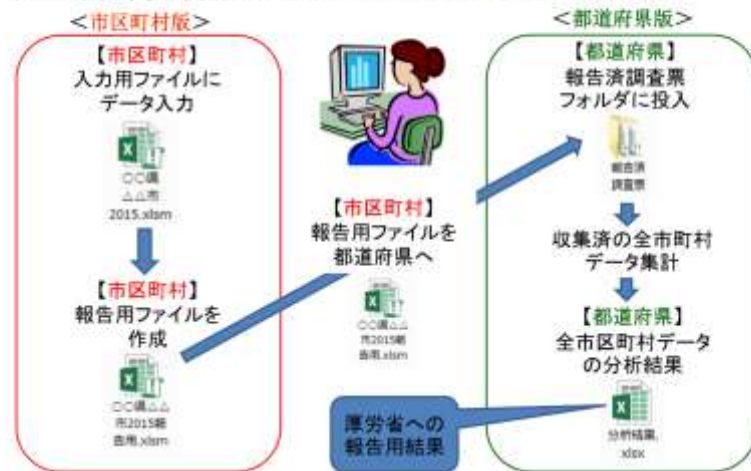 ＜市区町村版＞
【市区町村】
入力用ファイルに
データ入力
○○県
△△市
2015.xlsm
【市区町村】
報告用ファイルを
作成
○○県△△
市2015報
告用.xlsm
【市区町村】
報告用ファイルを
都道府県へ
○○県△△
市2015報
告用.xlsm
＜都道府県版＞
【都道府県】
報告済調査票
フォルダに投入
報告済
調査票
収集済の全市町村
データ集計
【都道府県】
全市区町村データ
の分析結果
分析結果.
xlsx
厚労省への
報告用結果